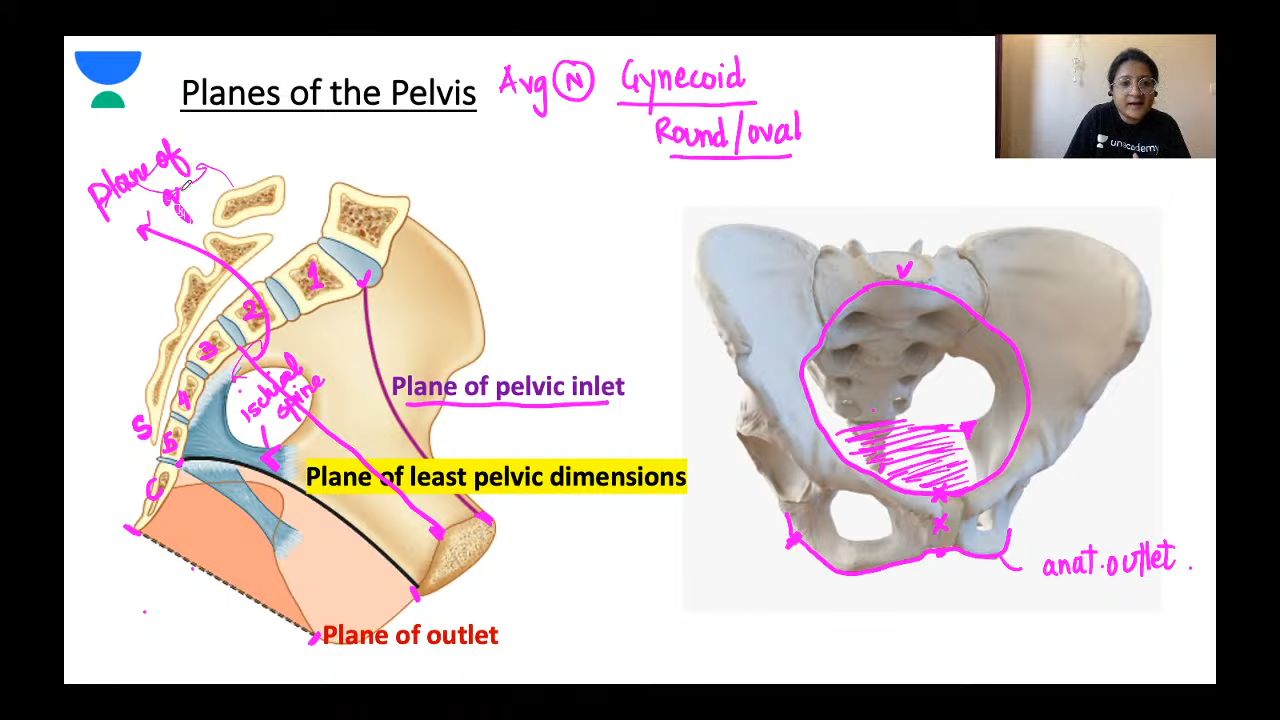 Planes of the Pelvis
Avg N Gynecoid
Round/oval
unacademy
Plane of
1
2
3
4
5
S
C
Ischial
spine
Plane of pelvic inlet
Plane of least pelvic dimensions
Plane of outlet
anat. outlet.